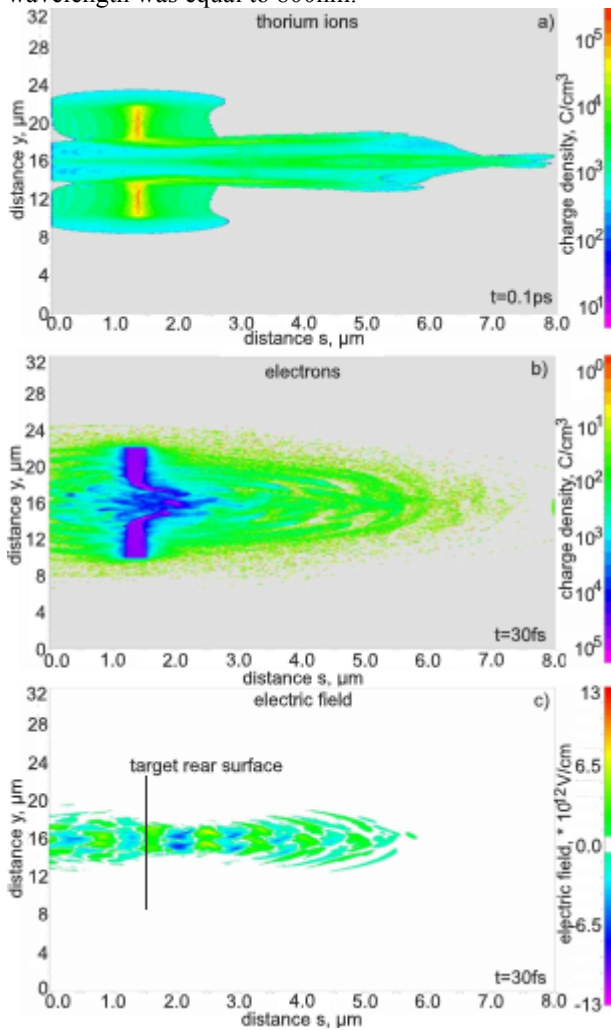 wavelength was equal to 800nm.
thorium ions
a)
32
28
24
20
16
12
8
4
0
distance y, µm
0.0 1.0 2.0 3.0 4.0 5.0 6.0 7.0 8.0
distance s, µm
t=0.1ps
10⁵
10⁴
10³
10²
10¹
charge density, C/cm³
electrons
b)
32
28
24
20
16
12
8
4
0
distance y, µm
0.0 1.0 2.0 3.0 4.0 5.0 6.0 7.0 8.0
distance s, µm
t=30fs
10⁰
10¹
10²
10³
10⁴
10⁵
charge density, C/cm³
electric field
c)
32
28
24
20
16
12
8
4
0
distance y, µm
target rear surface
0.0 1.0 2.0 3.0 4.0 5.0 6.0 7.0 8.0
distance s, µm
t=30fs
13
6.5
0.0
-6.5
-13
electric field, * 10¹²V/cm